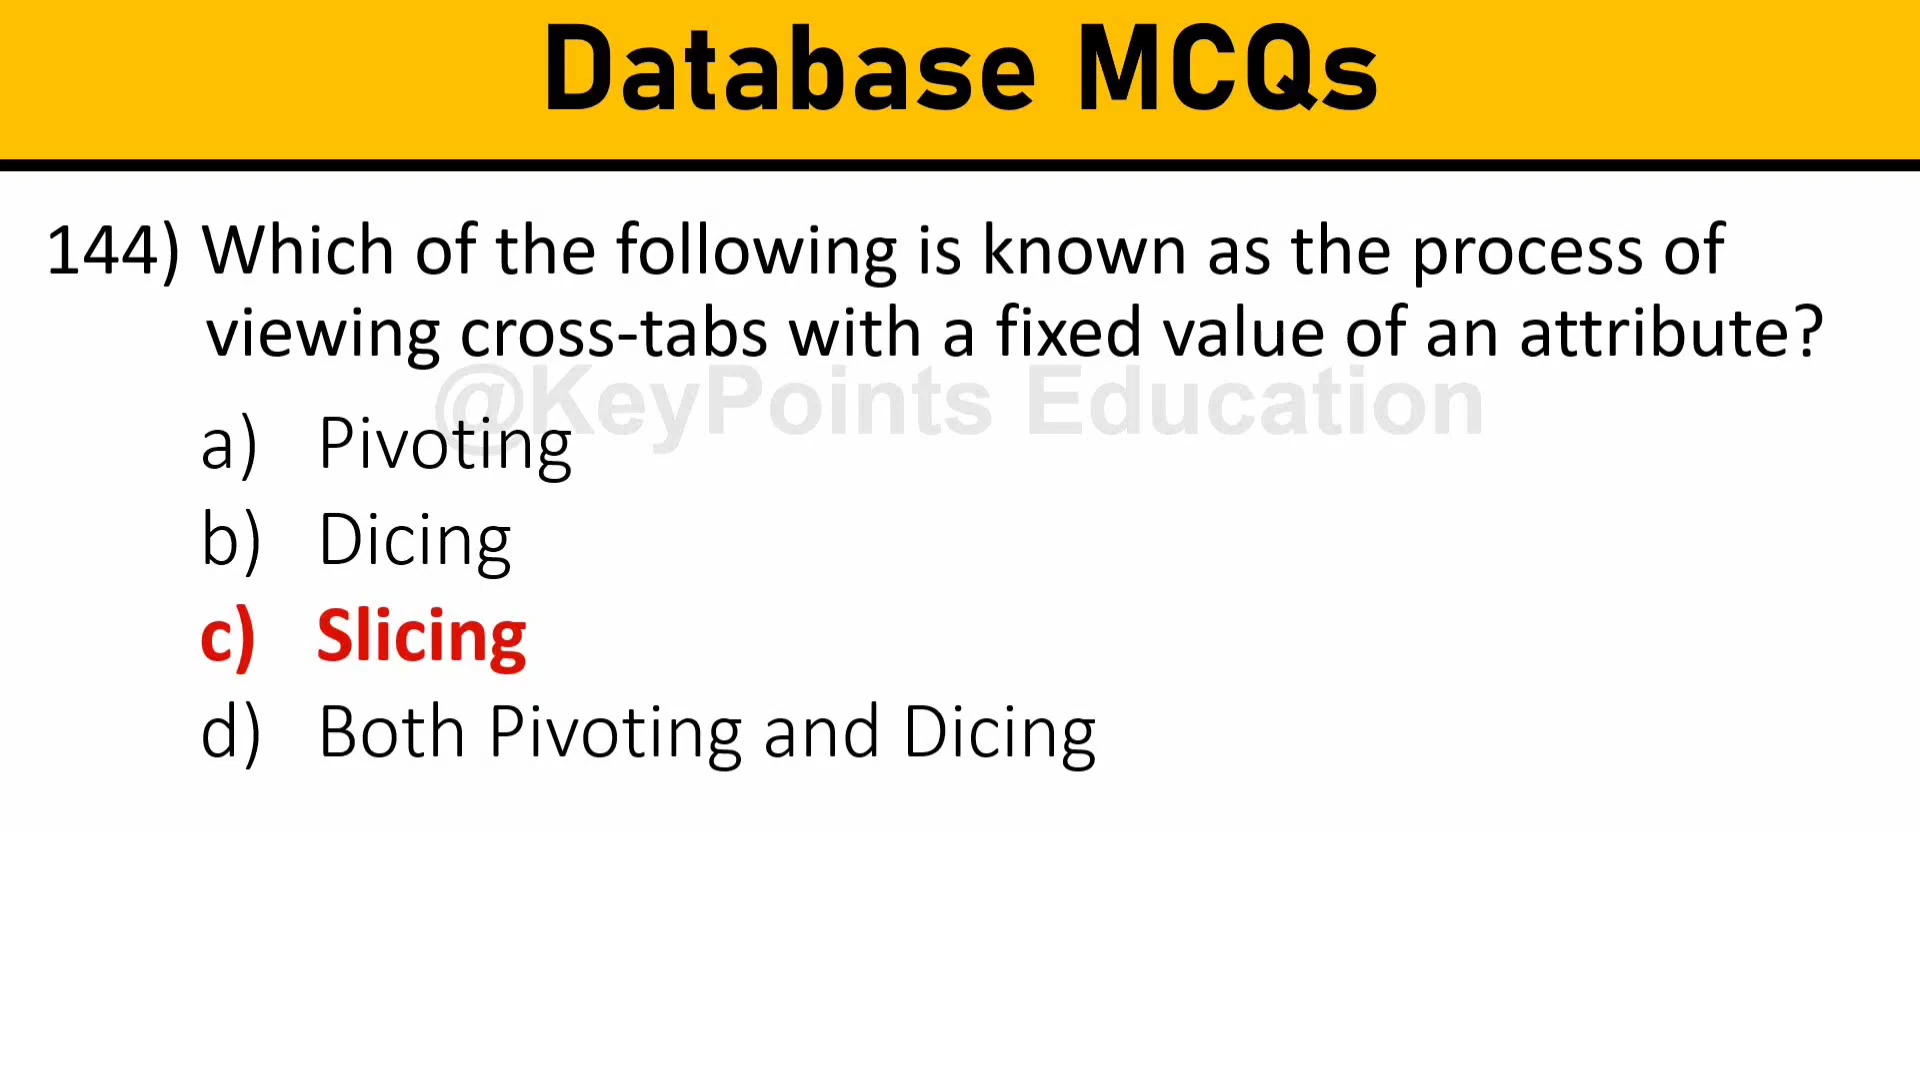 Database MCQs
144) Which of the following is known as the process of
viewing cross-tabs with a fixed value of an attribute?
@KeyPoints Education
a) Pivoting
b) Dicing
c) Slicing
d) Both Pivoting and Dicing